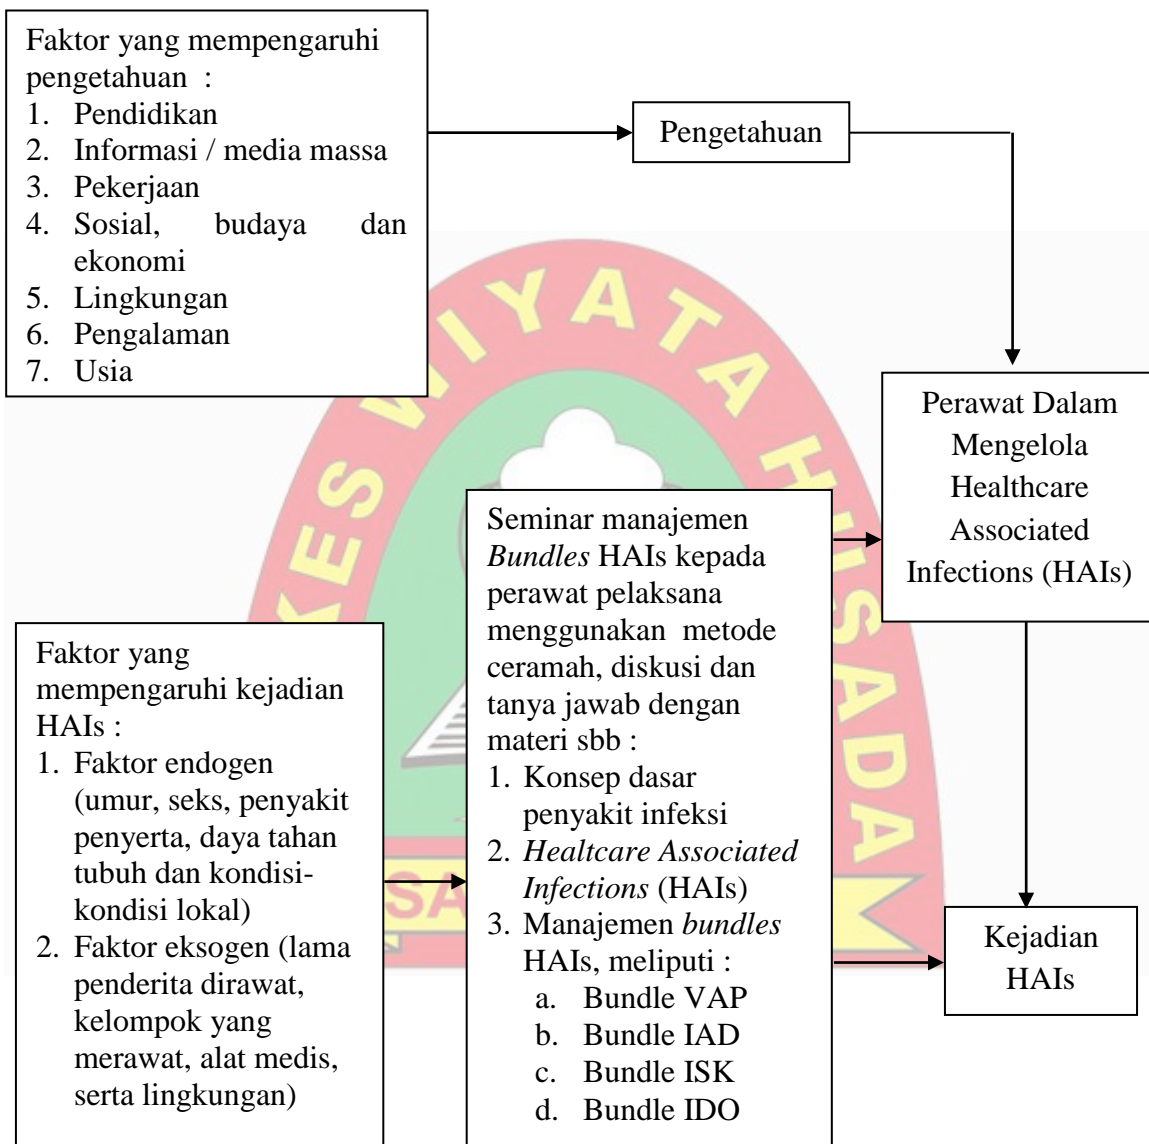 Faktor yang mempengaruhi
pengetahuan :
1. Pendidikan
2. Informasi / media massa
3. Pekerjaan
4. Sosial, budaya dan
ekonomi
5. Lingkungan
6. Pengalaman
7. Usia
Pengetahuan
Perawat Dalam
Mengelola
Healthcare
Associated
Infections (HAIs)
Seminar manajemen
Bundles HAIs kepada
perawat pelaksana
menggunakan metode
ceramah, diskusi dan
tanya jawab dengan
materi sbb :
1. Konsep dasar
penyakit infeksi
2. Healtcare Associated
Infections (HAIs)
3. Manajemen bundles
HAIs, meliputi :
a. Bundle VAP
b. Bundle IAD
c. Bundle ISK
d. Bundle IDO
Faktor yang
mempengaruhi kejadian
HAIs :
1. Faktor endogen
(umur, seks, penyakit
penyerta, daya tahan
tubuh dan kondisi-
kondisi lokal)
2. Faktor eksogen (lama
penderita dirawat,
kelompok yang
merawat, alat medis,
serta lingkungan)
Kejadian
HAIs
KES WIYATA HUSADA
SA